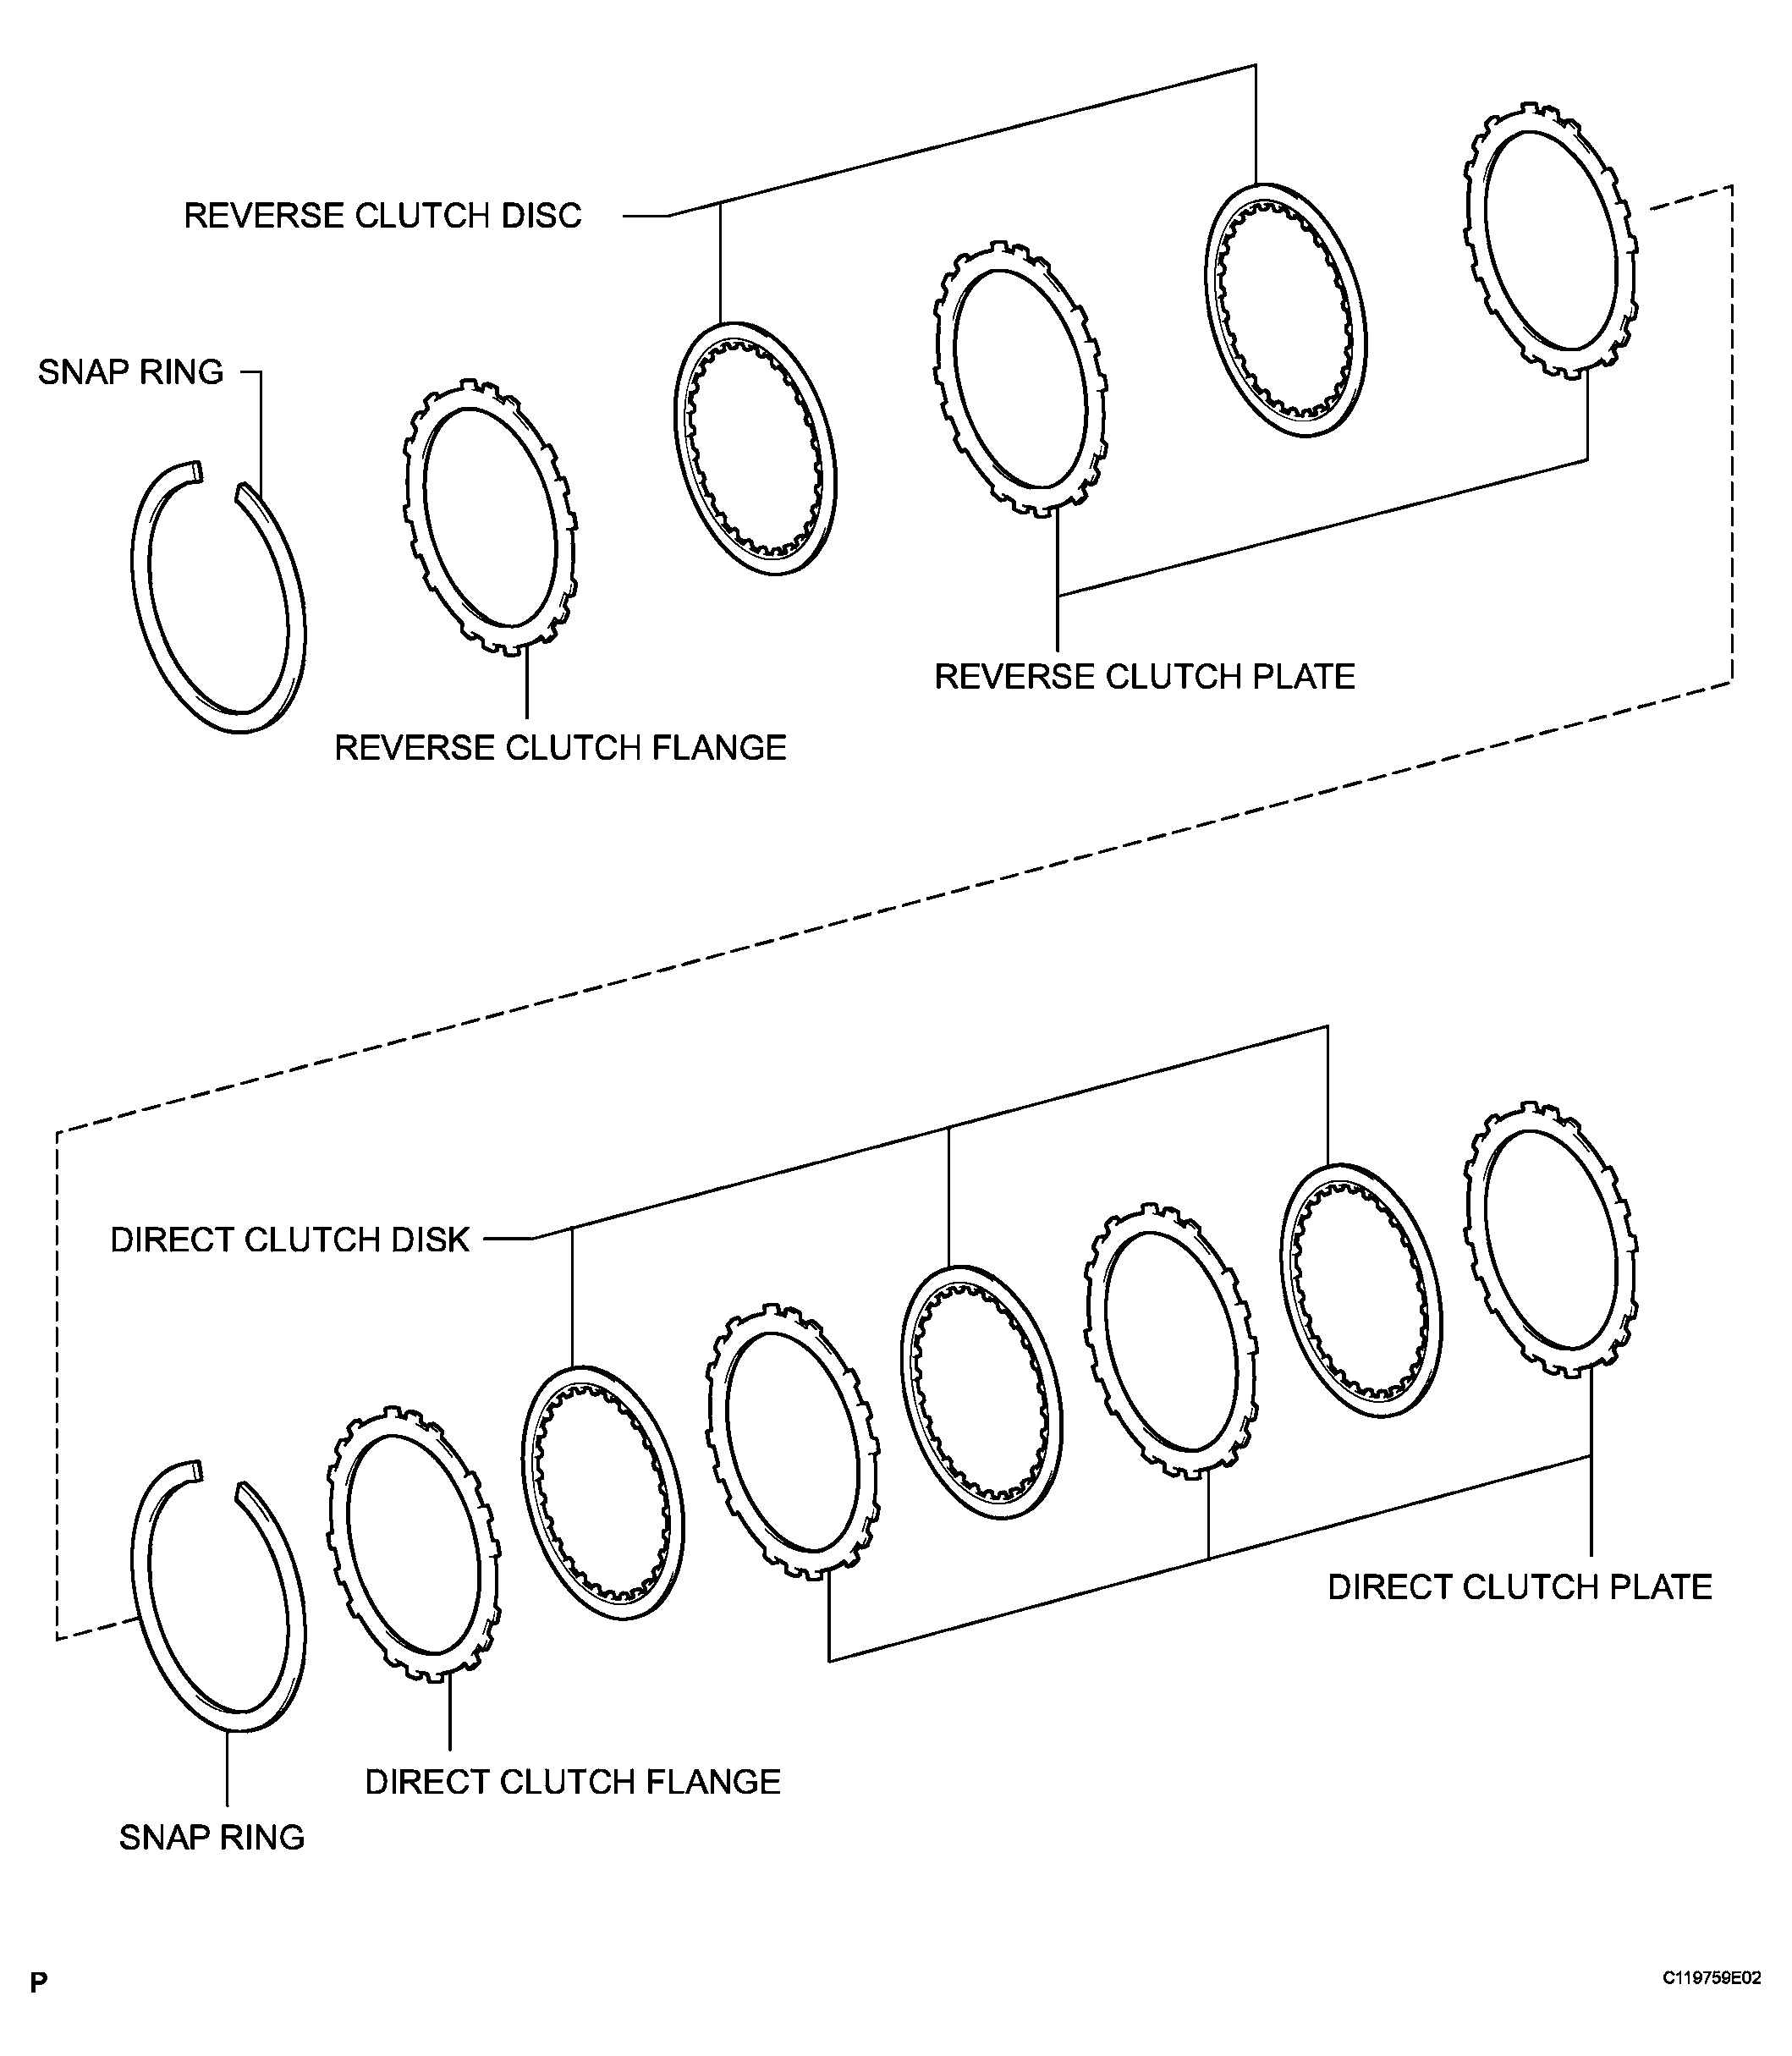 REVERSE CLUTCH DISC
SNAP RING
REVERSE CLUTCH PLATE
REVERSE CLUTCH FLANGE
DIRECT CLUTCH DISK
DIRECT CLUTCH PLATE
DIRECT CLUTCH FLANGE
SNAP RING
P
C119759E02